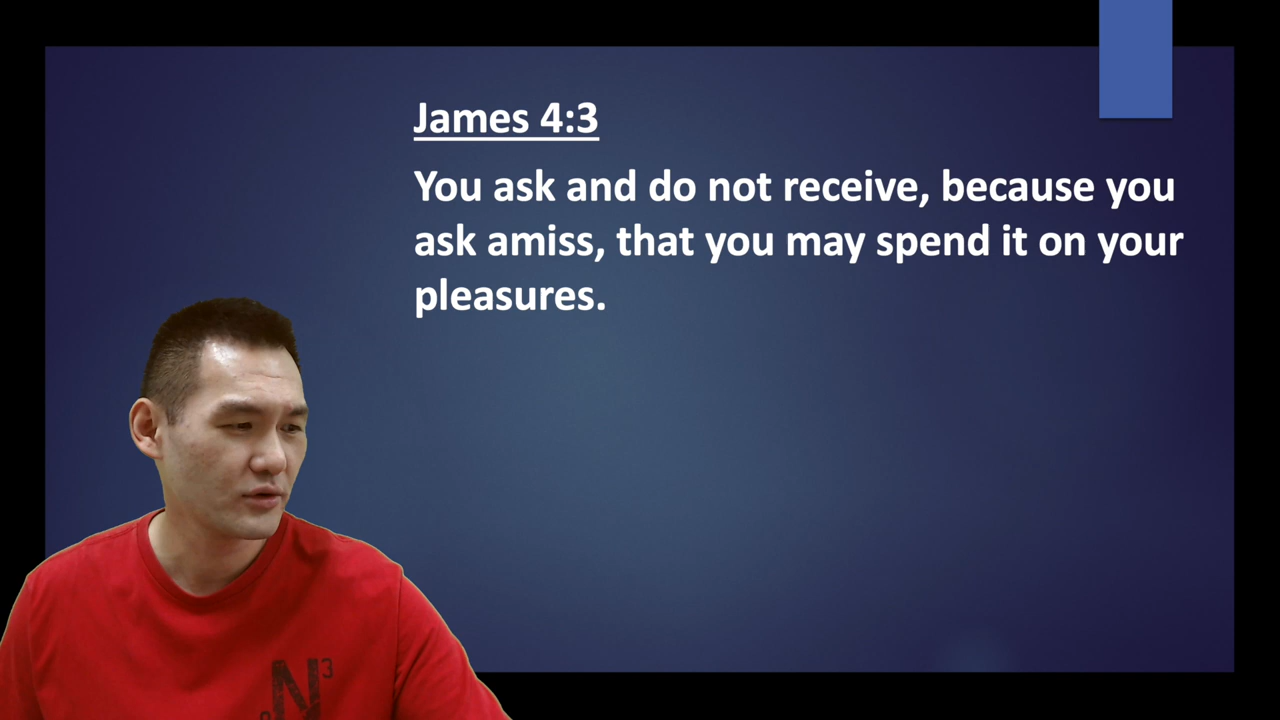 James 4:3
You ask and do not receive, because you
ask amiss, that you may spend it on your
pleasures.
N3